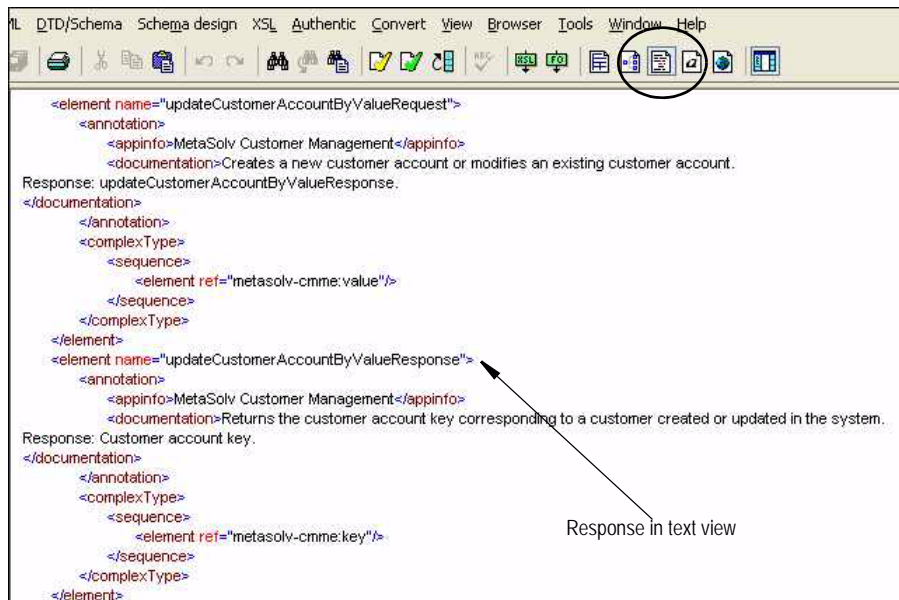 DTD/Schema Schema design XSL Authentic Convert View Browser Tools Window Help
ABC XSL FO a
<element name="updateCustomerAccountByValueRequest">
<annotation>
<appinfo>MetaSolv Customer Management</appinfo>
<documentation>Creates a new customer account or modifies an existing customer account.
Response: updateCustomerAccountByValueResponse.
</documentation>
</annotation>
<complexType>
<sequence>
<element ref="metasolv-cmme:value"/>
</sequence>
</complexType>
</element>
<element name="updateCustomerAccountByValueResponse">
<annotation>
<appinfo>MetaSolv Customer Management</appinfo>
<documentation>Returns the customer account key corresponding to a customer created or updated in the system.
Response: Customer account key.
</documentation>
</annotation>
<complexType>
<sequence>
<element ref="metasolv-cmme:key"/>
Response in text view
</sequence>
</complexType>
</element>